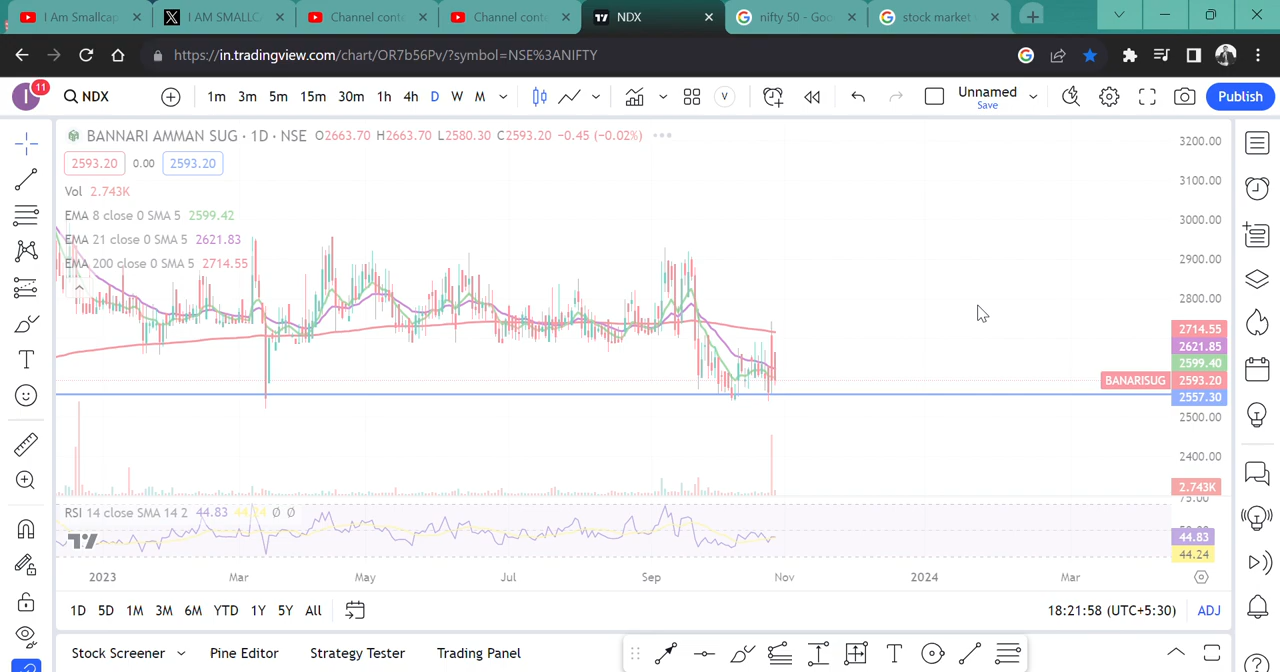 I Am Smallcap
I AM SMALLC
Channel cont
Channel cont
NDX
nifty 50 - Goo
stock market
https://in.tradingview.com/chart/OR7b56Pv/?symbol=NSE%3ANIFTY
I 11
NDX
1m 3m 5m 15m 30m 1h 4h D W M
V
Unnamed
Save
Publish
BANNARI AMMAN SUG · 1D · NSE O2663.70 H2663.70 L2580.30 C2593.20 −0.45 (−0.02%)
2593.20 0.00 2593.20
Vol 2.743K
EMA 8 close 0 SMA 5 2599.42
EMA 21 close 0 SMA 5 2621.83
EMA 200 close 0 SMA 5 2714.55
3200.00
3100.00
3000.00
2900.00
2800.00
2714.55
2621.85
2599.40
BANARISUG 2593.20
2557.30
2500.00
2400.00
2.743K
75.00
RSI 14 close SMA 14 2 44.83 44.24 Ø Ø
44.83
44.24
2023 Mar May Jul Sep Nov 2024 Mar
1D 5D 1M 3M 6M YTD 1Y 5Y All
18:21:58 (UTC+5:30) ADJ
Stock Screener Pine Editor Strategy Tester Trading Panel